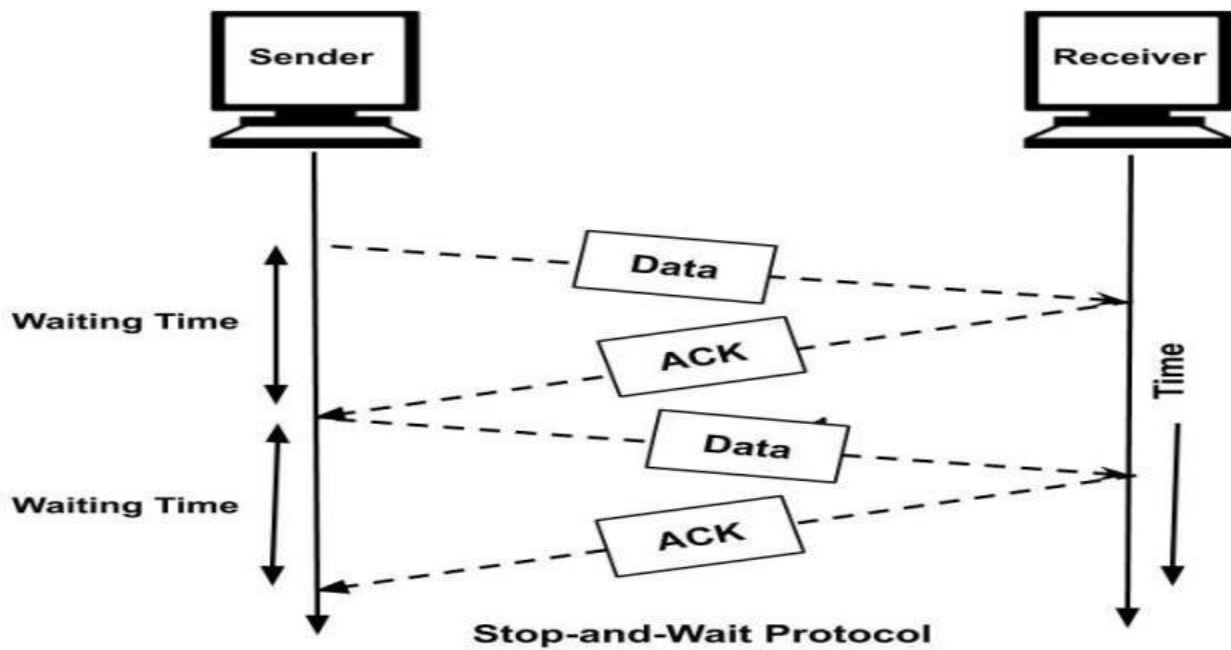 Sender
Receiver
Data
Waiting Time
ACK
Time
Data
Waiting Time
ACK
Stop-and-Wait Protocol